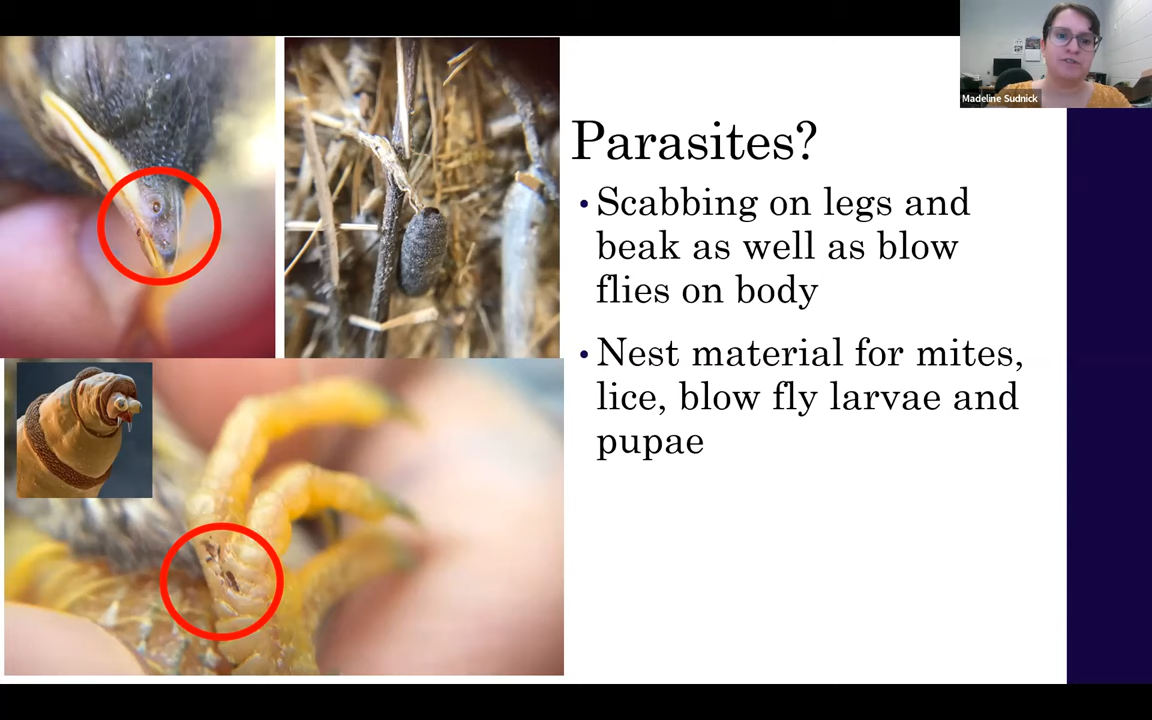 Madeline Sudnick
Parasites?
• Scabbing on legs and
beak as well as blow
flies on body
• Nest material for mites,
lice, blow fly larvae and
pupae